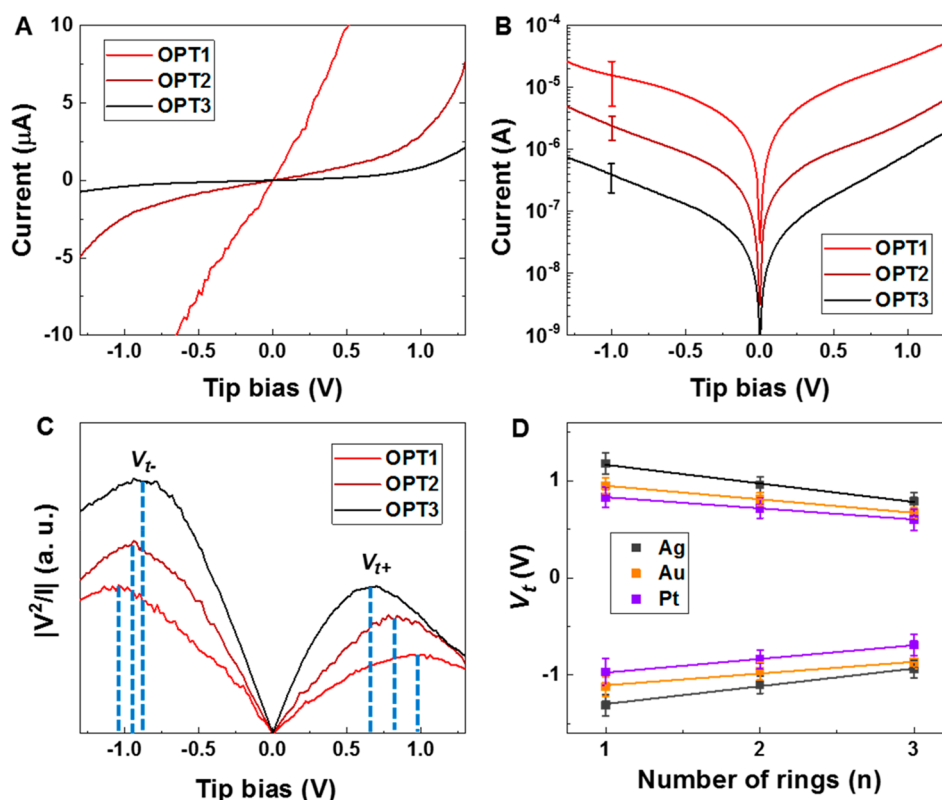 A
OPT1
OPT2
OPT3
Current (μA)
10
5
0
-5
-10
-1.0
-0.5
0.0
0.5
1.0
Tip bias (V)
B
Current (A)
10⁻⁴
10⁻⁵
10⁻⁶
10⁻⁷
10⁻⁸
10⁻⁹
OPT1
OPT2
OPT3
-1.0
-0.5
0.0
0.5
1.0
Tip bias (V)
C
Vt-
Vt+
OPT1
OPT2
OPT3
|V²/I| (a. u.)
-1.0
-0.5
0.0
0.5
1.0
Tip bias (V)
D
Vt (V)
1
0
-1
Ag
Au
Pt
1
2
3
Number of rings (n)